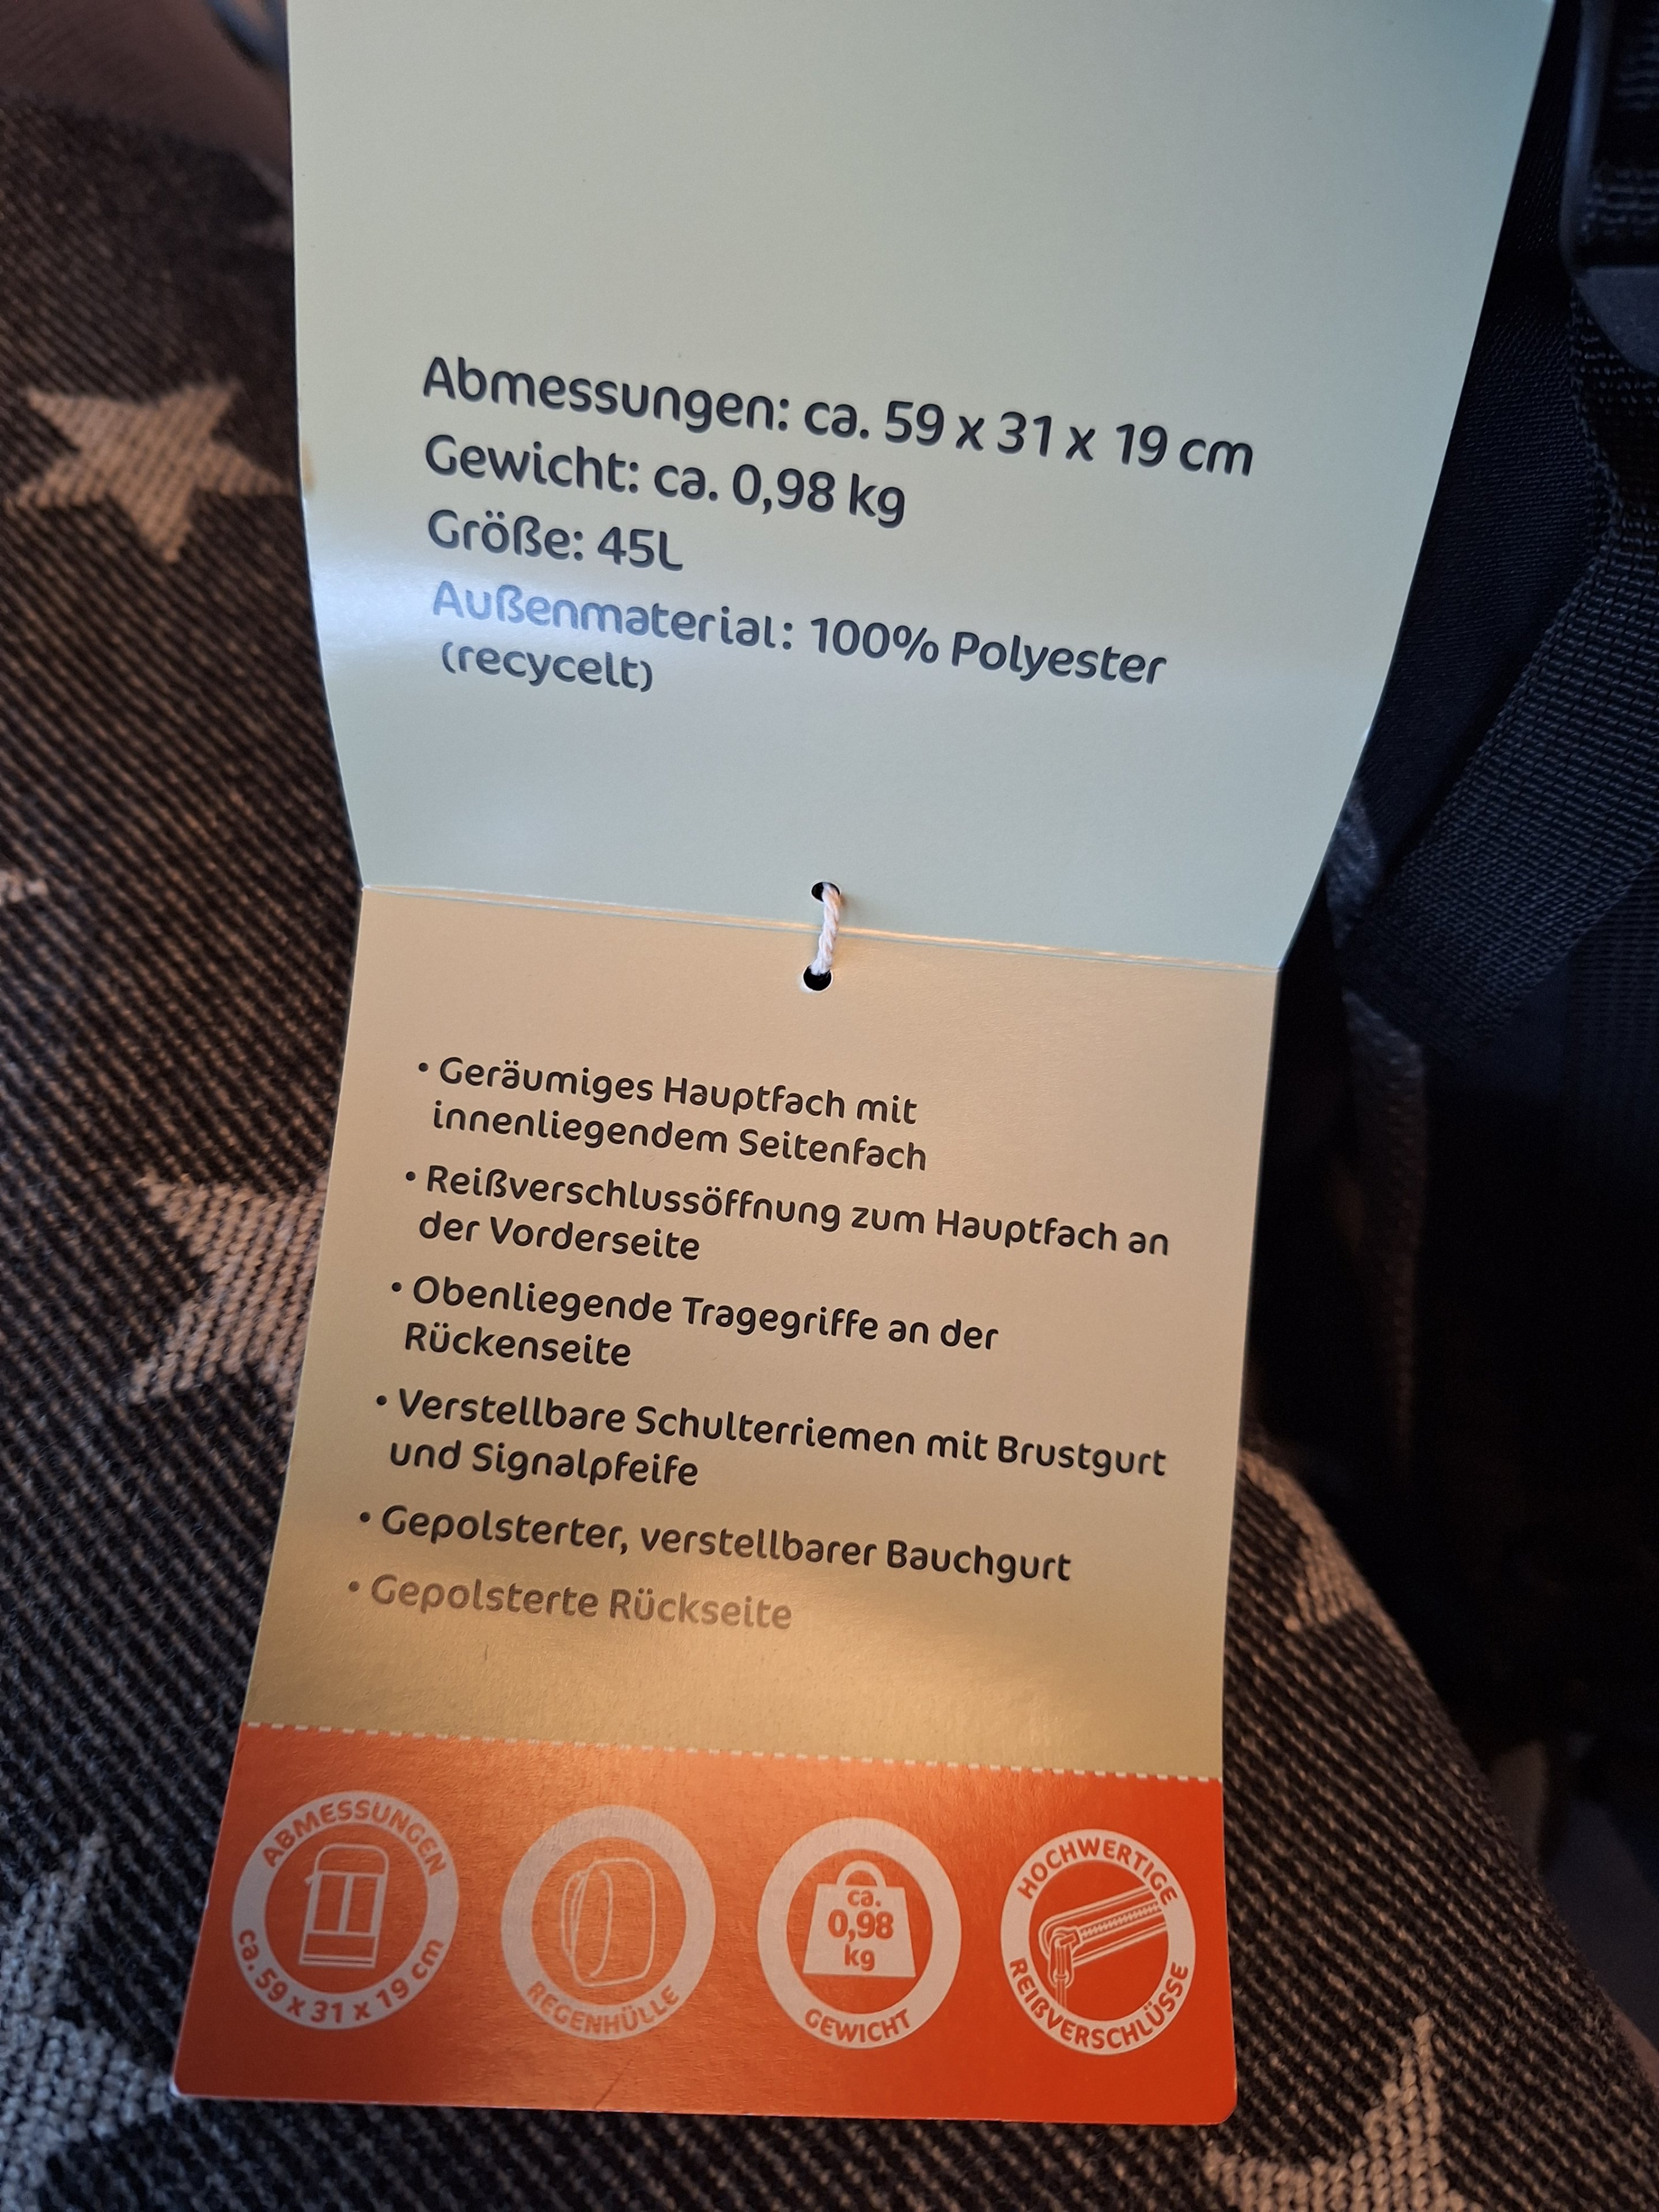 Abmessungen: ca. 59 x 31 x 19 cm
Gewicht: ca. 0,98 kg
Größe: 45L
Außenmaterial: 100% Polyester
(recycelt)
• Geräumiges Hauptfach mit
innenliegendem Seitenfach
• Reißverschlussöffnung zum Hauptfach an
der Vorderseite
• Obenliegende Tragegriffe an der
Rückenseite
• Verstellbare Schulterriemen mit Brustgurt
und Signalpfeife
• Gepolsterter, verstellbarer Bauchgurt
• Gepolsterte Rückseite
ABMESSUNGEN
ca. 59 x 31 x 19 cm
REGENHÜLLE
ca.
0,98
kg
GEWICHT
HOCHWERTIGE
REIßVERSCHLÜSSE